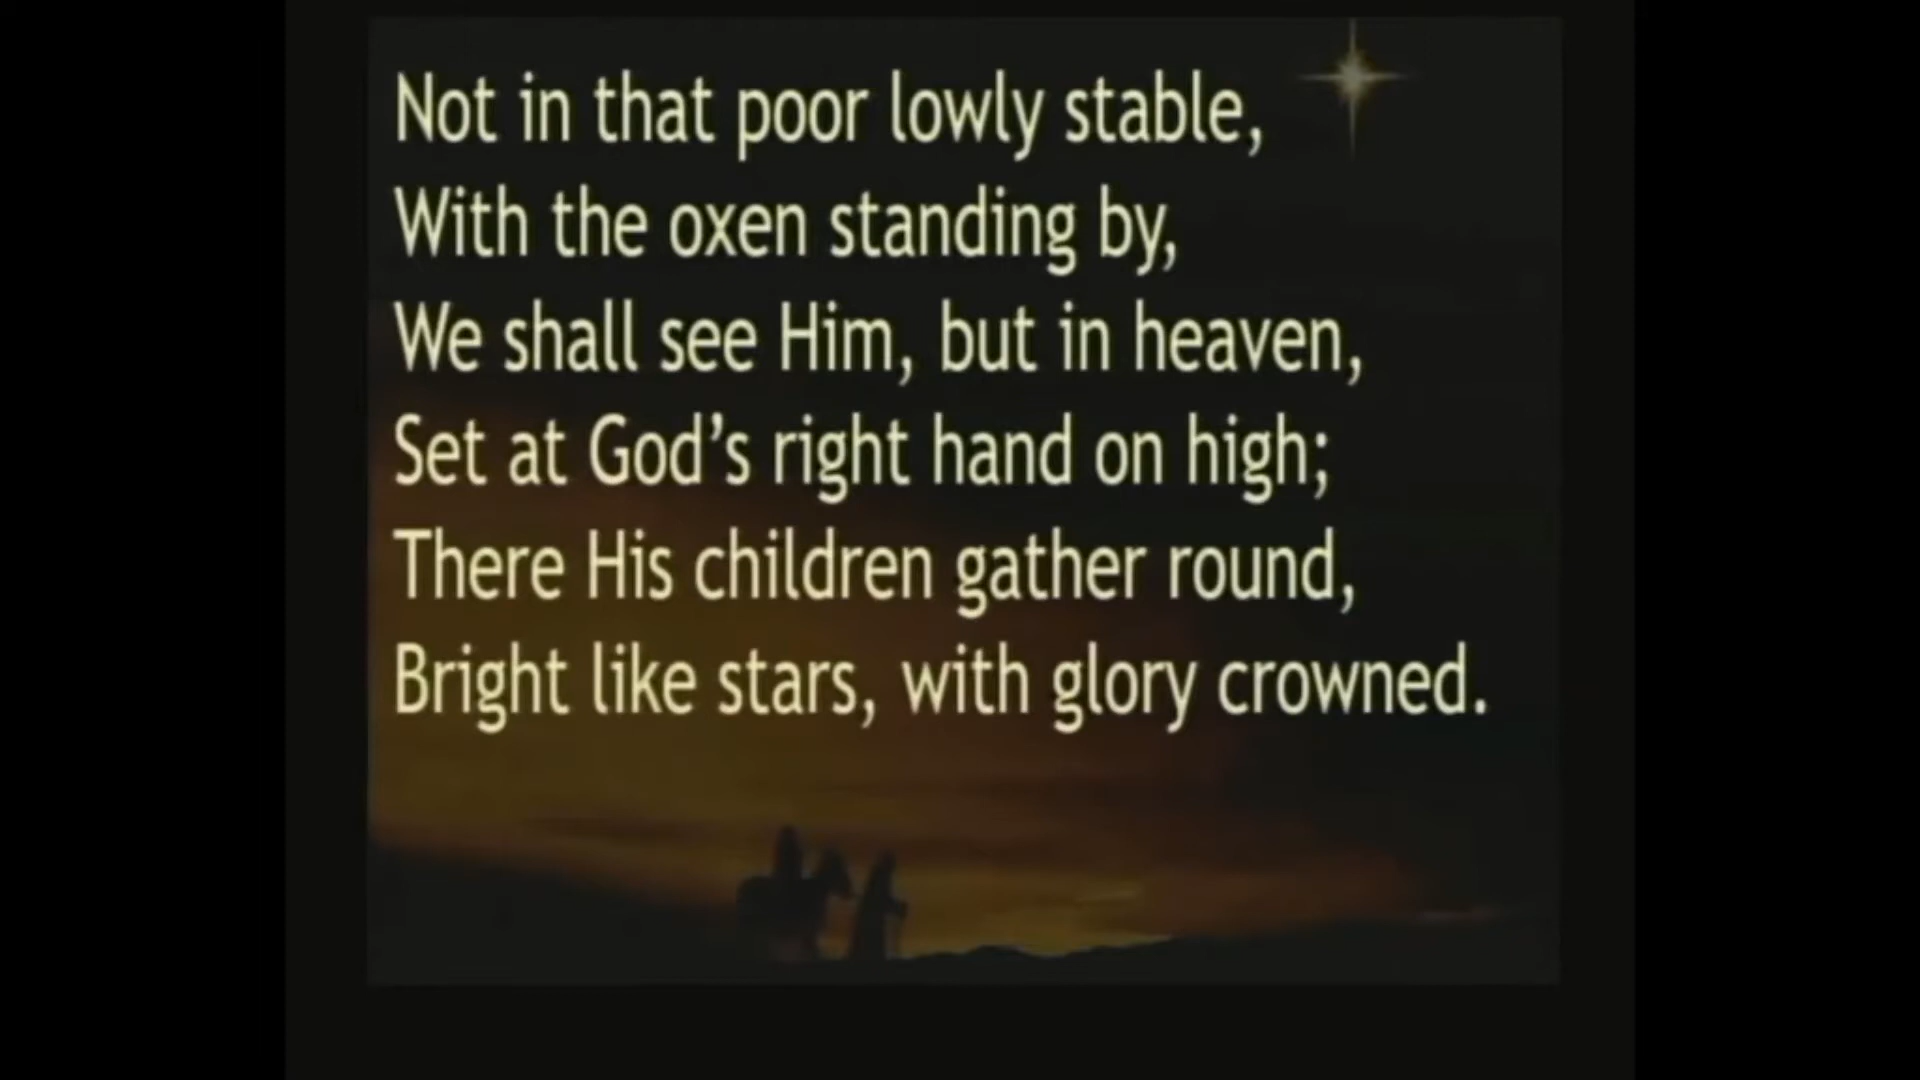 Not in that poor lowly stable,
With the oxen standing by,
We shall see Him, but in heaven,
Set at God’s right hand on high;
There His children gather round,
Bright like stars, with glory crowned.